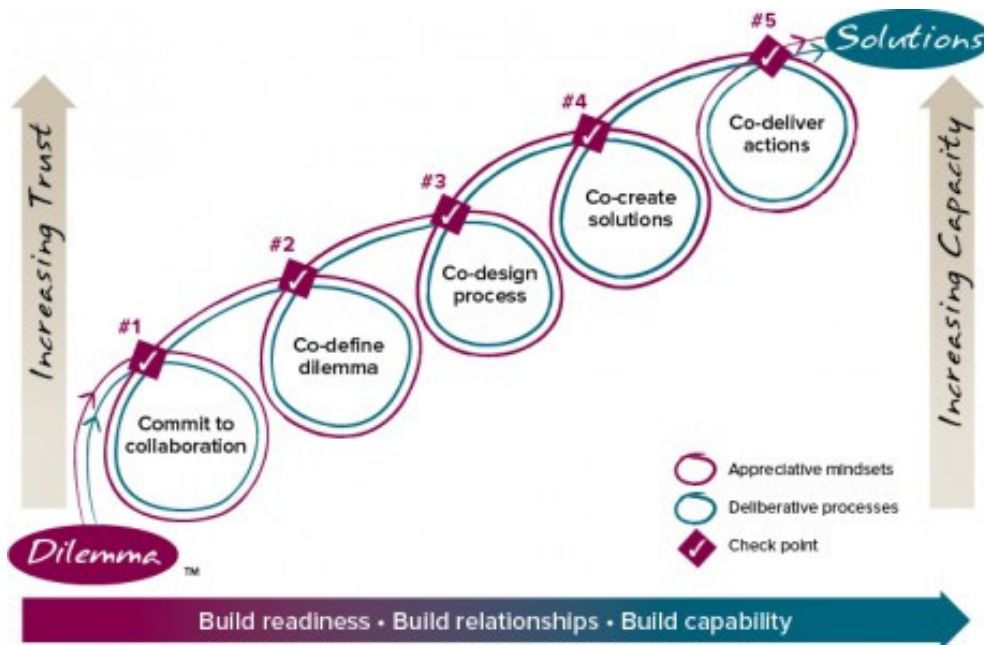 #5
Solutions
Increasing Trust
#4
Co-deliver
actions
Increasing Capacity
#3
Co-create
solutions
#2
Co-design
process
#1
Co-define
dilemma
Commit to
collaboration
Appreciative mindsets
Deliberative processes
Check point
Dilemma
TM
Build readiness • Build relationships • Build capability